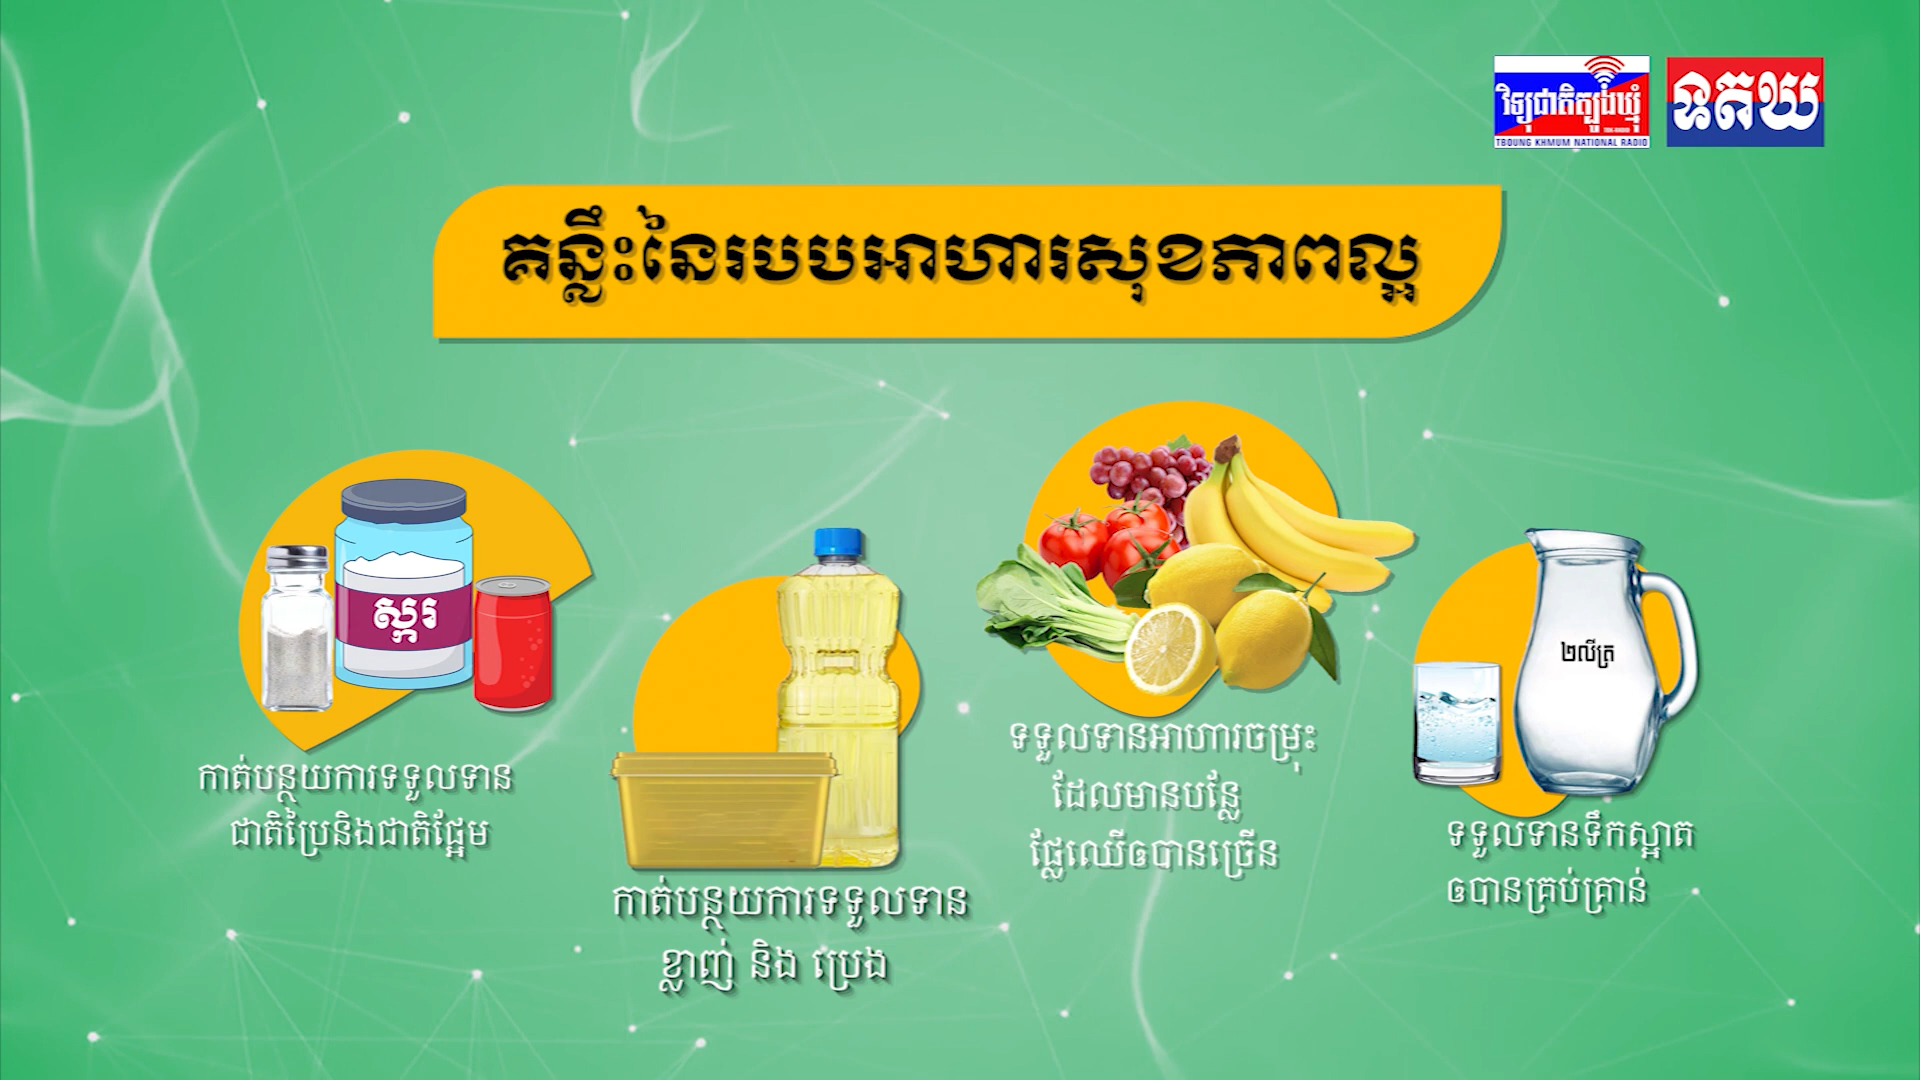 វិទ្យុជាតិត្បូងឃ្មុំ
TBK-RADIO
TBOUNG KHMUM NATIONAL RADIO
ទតឃ
គន្លឹះនៃរបបអាហារសុខភាពល្អ
ស្ករ
កាត់បន្ថយការទទួលទាន
ជាតិប្រៃនិងជាតិផ្អែម
កាត់បន្ថយការទទួលទាន
ខ្លាញ់ និង ប្រេង
ទទួលទានអាហារចម្រុះ
ដែលមានបន្លែ
ផ្លែឈើឲបានច្រើន
២លីត្រ
ទទួលទានទឹកស្អាត
ឲបានគ្រប់គ្រាន់